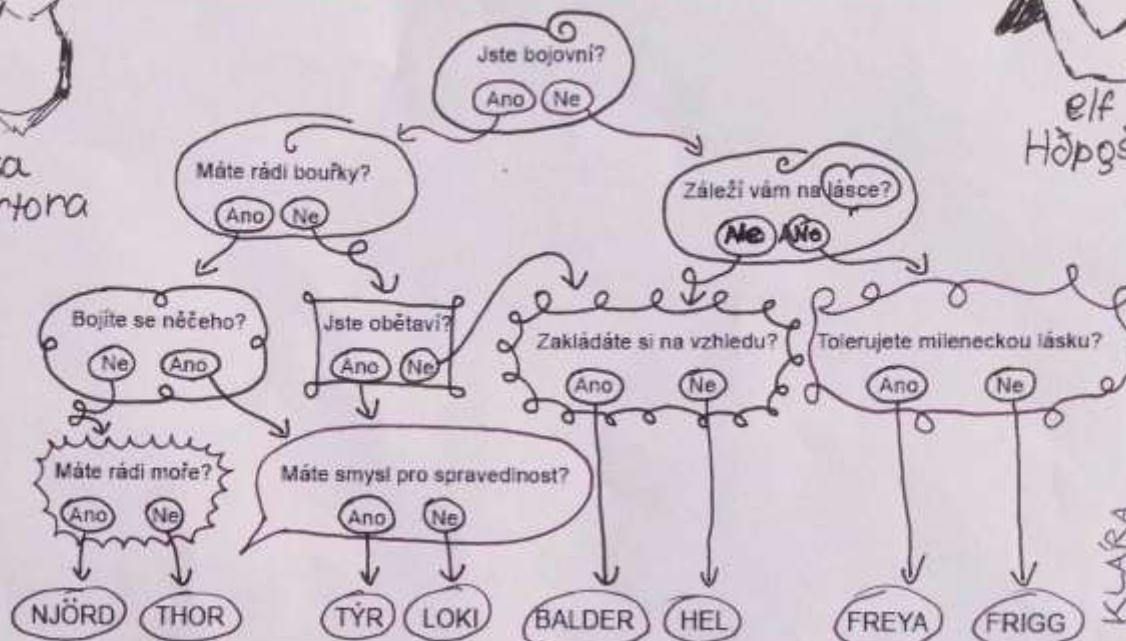 Jste bojovní?
Ano Ne
elf
Máte rádi bouřky?
Ano Ne
Záleží vám na lásce?
Ne Ano
Bojíte se něčeho?
Ne Ano
Jste obětaví?
Ano Ne
Zakládáte si na vzhledu?
Ano Ne
Tolerujete mileneckou lásku?
Ano Ne
Máte rádi moře?
Ano Ne
Máte smysl pro spravedlnost?
Ano Ne
NJÖRD
THOR
TÝR
LOKI
BALDER
HEL
FREYA
FRIGG
KLÁRA